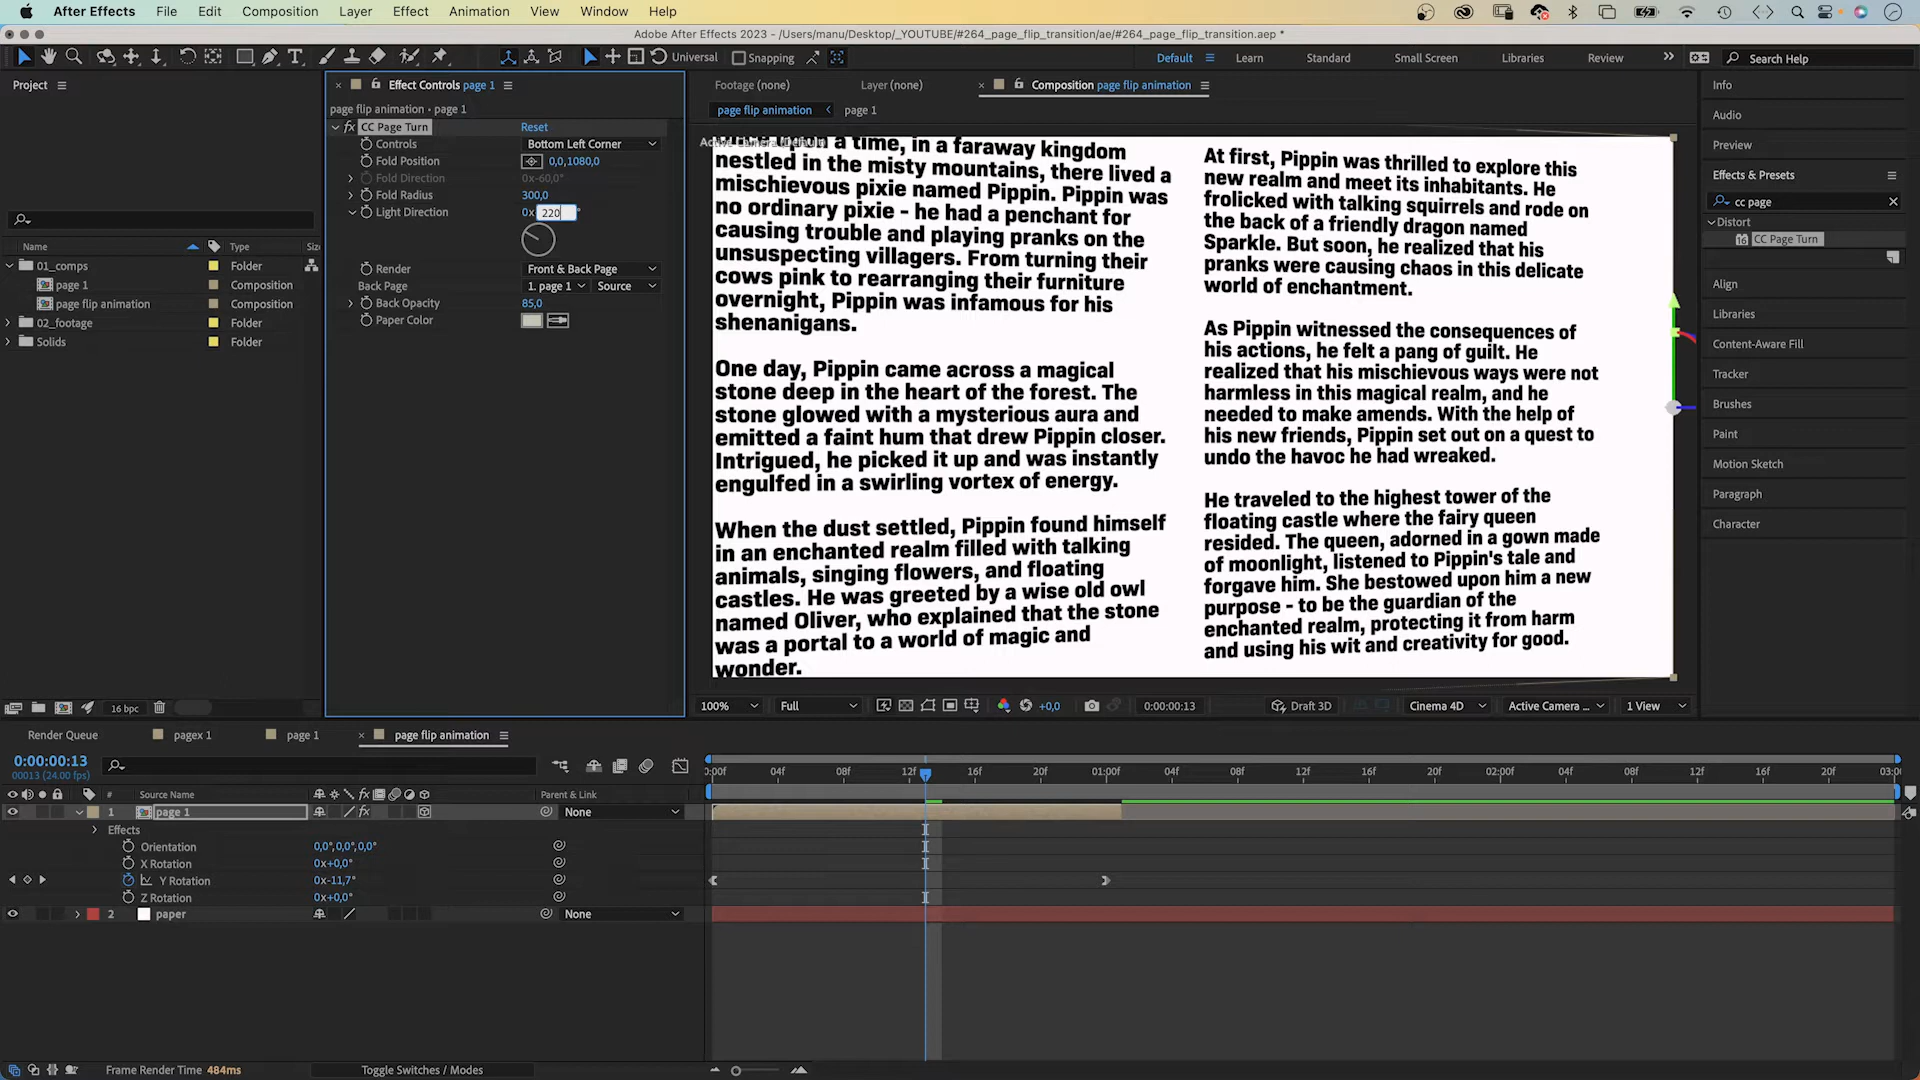 After Effects File Edit Composition Layer Effect Animation View Window Help
Adobe After Effects 2023 - /Users/manu/Desktop/_YOUTUBE/#264_page_flip_transition/ae/#264_page_flip_transition.aep *
Universal Snapping Default Learn Standard Small Screen Libraries Review Search Help
Project
Name Type Size
01_comps Folder
page 1 Composition
page flip animation Composition
02_footage Folder
Solids Folder
16 bpc
Effect Controls page 1
page flip animation • page 1
fx CC Page Turn Reset
Controls Bottom Left Corner
Fold Position 0,0,1080,0
Fold Direction 0x-60,0°
Fold Radius 300,0
Light Direction 0x 220
Render Front & Back Page
Back Page 1. page 1 Source
Back Opacity 85,0
Paper Color
Footage (none) Layer (none) Composition page flip animation
page flip animation page 1
Active Camera (Default)
a time, in a faraway kingdom
nestled in the misty mountains, there lived a
mischievous pixie named Pippin. Pippin was
no ordinary pixie - he had a penchant for
causing trouble and playing pranks on the
unsuspecting villagers. From turning their
cows pink to rearranging their furniture
overnight, Pippin was infamous for his
shenanigans.
One day, Pippin came across a magical
stone deep in the heart of the forest. The
stone glowed with a mysterious aura and
emitted a faint hum that drew Pippin closer.
Intrigued, he picked it up and was instantly
engulfed in a swirling vortex of energy.
When the dust settled, Pippin found himself
in an enchanted realm filled with talking
animals, singing flowers, and floating
castles. He was greeted by a wise old owl
named Oliver, who explained that the stone
was a portal to a world of magic and
wonder.
At first, Pippin was thrilled to explore this
new realm and meet its inhabitants. He
frolicked with talking squirrels and rode on
the back of a friendly dragon named
Sparkle. But soon, he realized that his
pranks were causing chaos in this delicate
world of enchantment.
As Pippin witnessed the consequences of
his actions, he felt a pang of guilt. He
realized that his mischievous ways were not
harmless in this magical realm, and he
needed to make amends. With the help of
his new friends, Pippin set out on a quest to
undo the havoc he had wreaked.
He traveled to the highest tower of the
floating castle where the fairy queen
resided. The queen, adorned in a gown made
of moonlight, listened to Pippin's tale and
forgave him. She bestowed upon him a new
purpose - to be the guardian of the
enchanted realm, protecting it from harm
and using his wit and creativity for good.
100% Full +0,0 0:00:00:13 Draft 3D Cinema 4D Active Camera ... 1 View
Info
Audio
Preview
Effects & Presets
cc page
Distort
16 CC Page Turn
Align
Libraries
Content-Aware Fill
Tracker
Brushes
Paint
Motion Sketch
Paragraph
Character
Render Queue pagex 1 page 1 page flip animation
0:00:00:13
00013 (24.00 fps)
:00f 04f 08f 12f 16f 20f 01:00f 04f 08f 12f 16f 20f 02:00f 04f 08f 12f 16f 20f 03:0
# Source Name fx Parent & Link
1 page 1 fx None
Effects
Orientation 0,0°,0,0°,0,0°
X Rotation 0x+0,0°
Y Rotation 0x-11,7°
Z Rotation 0x+0,0°
2 paper None
Frame Render Time 484ms Toggle Switches / Modes